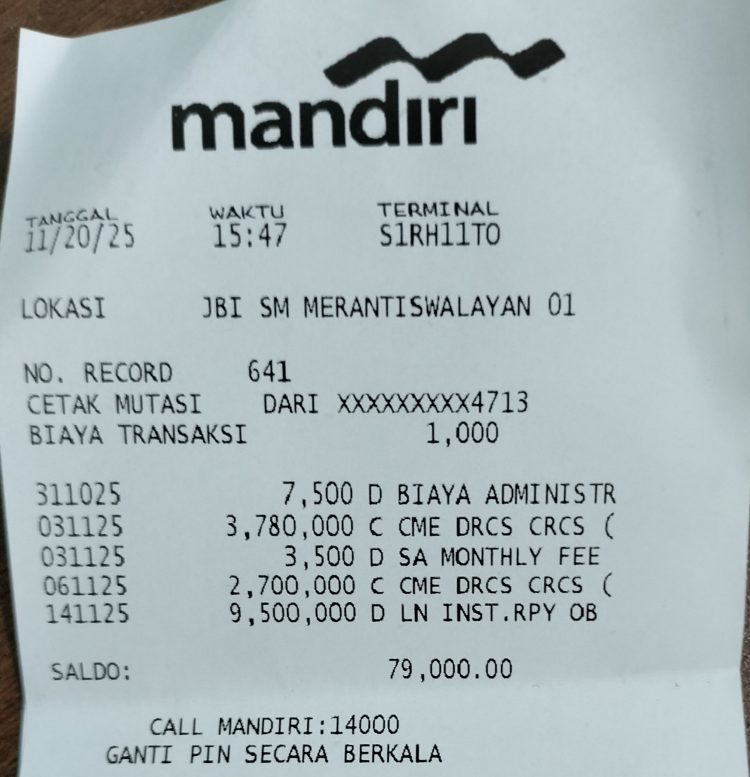 mandiri
TANGGAL WAKTU TERMINAL
11/20/25 15:47 S1RH11TO
LOKASI JBI SM MERANTISWALAYAN 01
NO. RECORD 641
CETAK MUTASI DARI XXXXXXXXX4713
BIAYA TRANSAKSI 1,000
311025 7,500 D BIAYA ADMINISTR
031125 3,780,000 C CME DRCS CRCS (
031125 3,500 D SA MONTHLY FEE
061125 2,700,000 C CME DRCS CRCS (
141125 9,500,000 D LN INST.RPY OB
SALDO: 79,000.00
CALL MANDIRI:14000
GANTI PIN SECARA BERKALA